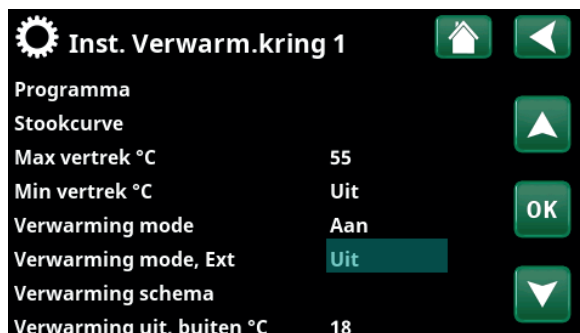 Inst. Verwarm.kring 1
Programma
Stookcurve
Max vertrek °C 55
Min vertrek °C Uit
Verwarming mode Aan
OK
Verwarming mode, Ext Uit
Verwarming schema
Verwarming uit, buiten °C 18